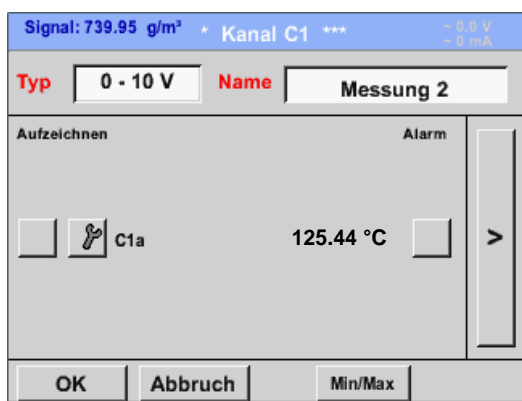 Signal: 739.95 g/m³ * Kanal C1 *** ~ 0.0 V
~ 0 mA
Typ 0 - 10 V Name Messung 2
Aufzeichnen Alarm
C1a 125.44 °C >
OK Abbruch Min/Max